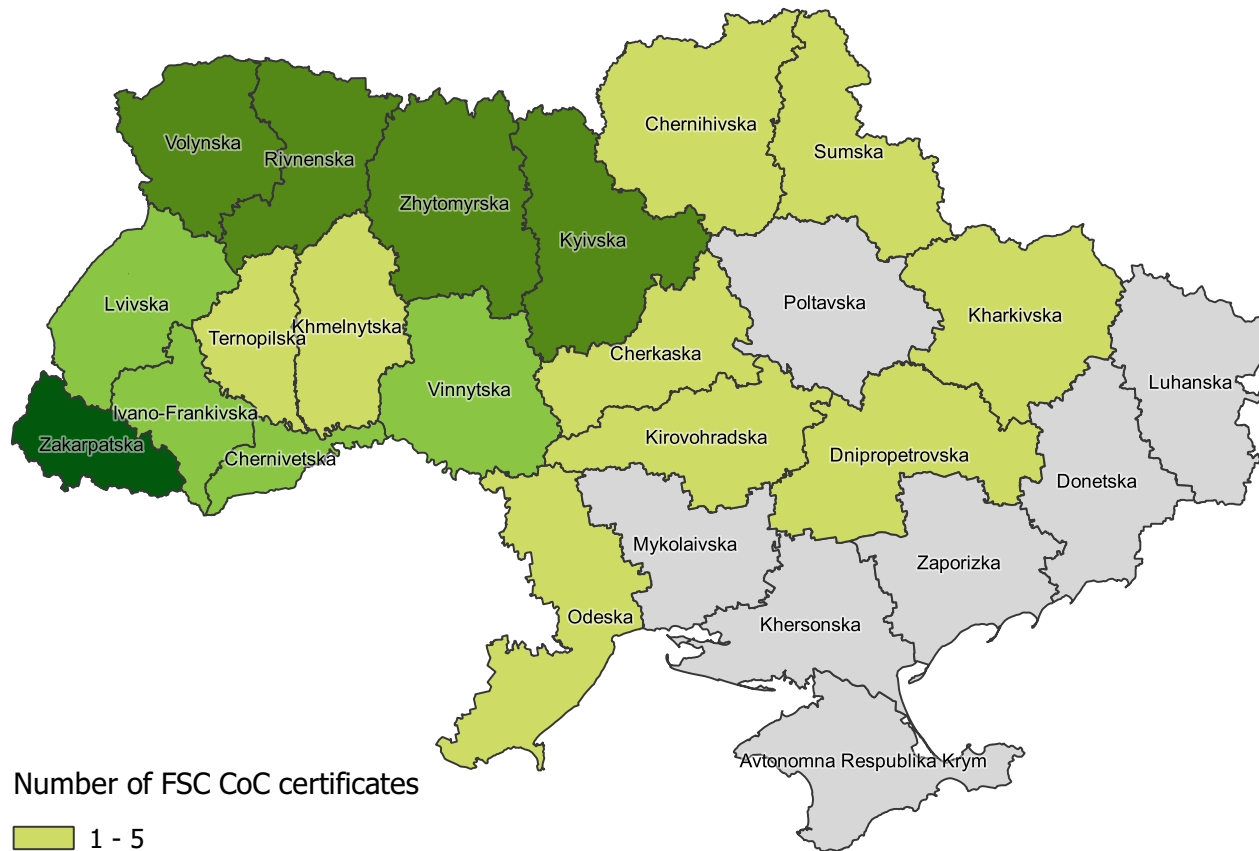 Chernihivska
Volynska
Sumska
Rivnenska
Zhytomyrska
Kyivska
Lvivska
Poltavska
Kharkivska
Ternopilska
Khmelnytska
Cherkaska
Luhanska
Vinnytska
Ivano-Frankivska
Zakarpatska
Kirovohradska
Chernivetska
Dnipropetrovska
Donetska
Mykolaivska
Zaporizka
Odeska
Khersonska
Avtonomna Respublika Krym
Number of FSC CoC certificates
1 - 5